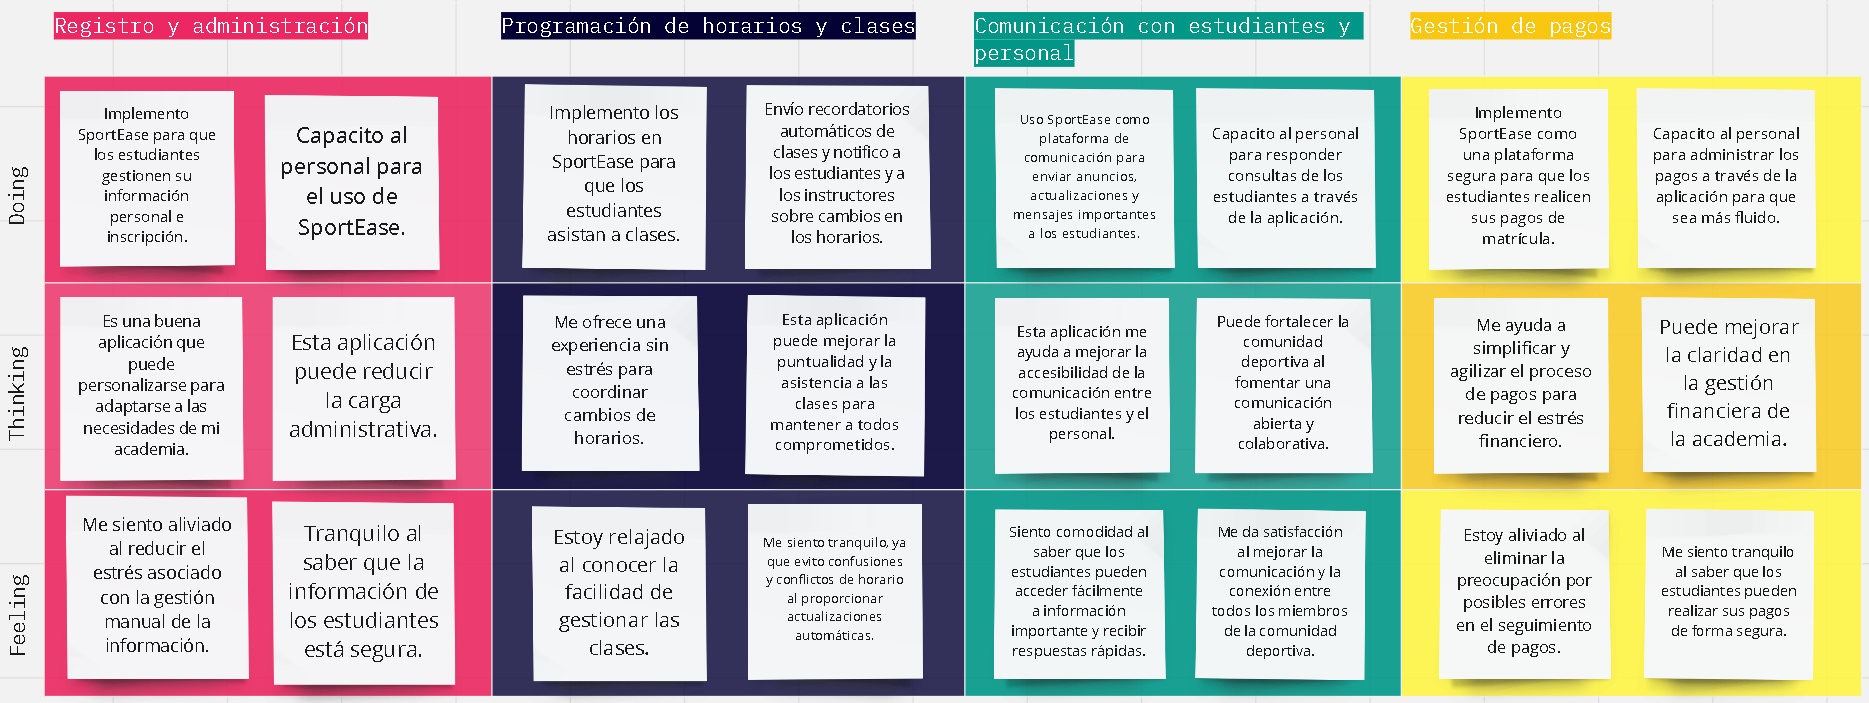 Registro y administración
Programación de horarios y clases
Comunicación con estudiantes y
personal
Gestión de pagos
Doing
Implemento
SportEase para que
los estudiantes
gestionen su
información
personal e
inscripción.
Capacito al
personal para
el uso de
SportEase.
Implemento los
horarios en
SportEase para
que los
estudiantes
asistan a clases.
Envío recordatorios
automáticos de
clases y notifico a
los estudiantes y a
los instructores
sobre cambios en
los horarios.
Uso SportEase como
plataforma de
comunicación para
enviar anuncios,
actualizaciones y
mensajes importantes
a los estudiantes.
Capacito al personal
para responder
consultas de los
estudiantes a través
de la aplicación.
Implemento
SportEase como
una plataforma
segura para que los
estudiantes realicen
sus pagos de
matrícula.
Capacito al personal
para administrar los
pagos a través de la
aplicación para que
sea más fluido.
Thinking
Es una buena
aplicación que
puede
personalizarse para
adaptarse a las
necesidades de mi
academia.
Esta aplicación
puede reducir
la carga
administrativa.
Me ofrece una
experiencia sin
estrés para
coordinar
cambios de
horarios.
Esta aplicación
puede mejorar la
puntualidad y la
asistencia a las
clases para
mantener a todos
comprometidos.
Esta aplicación me
ayuda a mejorar la
accesibilidad de la
comunicación entre
los estudiantes y el
personal.
Puede fortalecer la
comunidad
deportiva al
fomentar una
comunicación
abierta y
colaborativa.
Me ayuda a
simplificar y
agilizar el proceso
de pagos para
reducir el estrés
financiero.
Puede mejorar
la claridad en
la gestión
financiera de
la academia.
Feeling
Me siento aliviado
al reducir el
estrés asociado
con la gestión
manual de la
información.
Tranquilo al
saber que la
información de
los estudiantes
está segura.
Estoy relajado
al conocer la
facilidad de
gestionar las
clases.
Me siento tranquilo, ya
que evito confusiones
y conflictos de horario
al proporcionar
actualizaciones
automáticas.
Siento comodidad al
saber que los
estudiantes pueden
acceder fácilmente
a información
importante y recibir
respuestas rápidas.
Me da satisfacción
al mejorar la
comunicación y la
conexión entre
todos los miembros
de la comunidad
deportiva.
Estoy aliviado al
eliminar la
preocupación por
posibles errores
en el seguimiento
de pagos.
Me siento tranquilo
al saber que los
estudiantes pueden
realizar sus pagos
de forma segura.